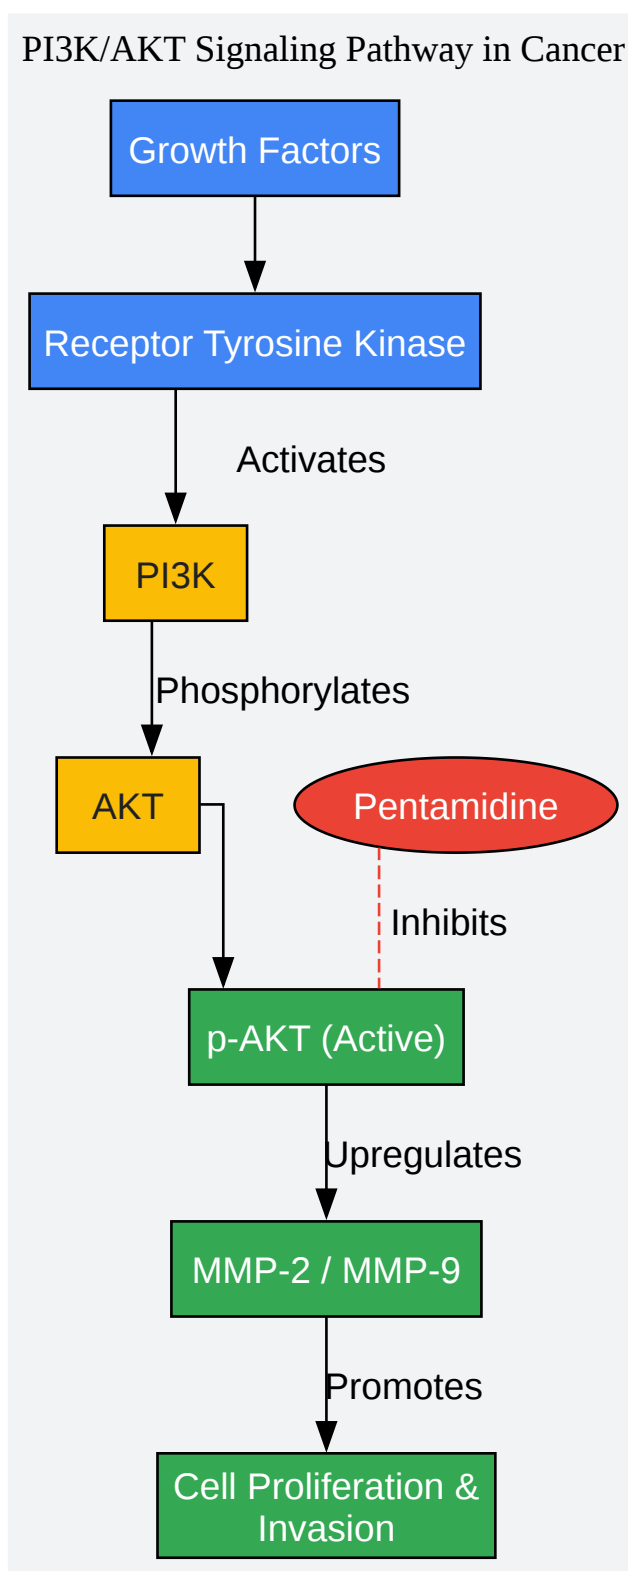 PI3K/AKT Signaling Pathway in Cancer
Growth Factors
Receptor Tyrosine Kinase
Activates
PI3K
Phosphorylates
AKT
Pentamidine
Inhibits
p-AKT (Active)
Upregulates
MMP-2 / MMP-9
Promotes
Cell Proliferation &
Invasion